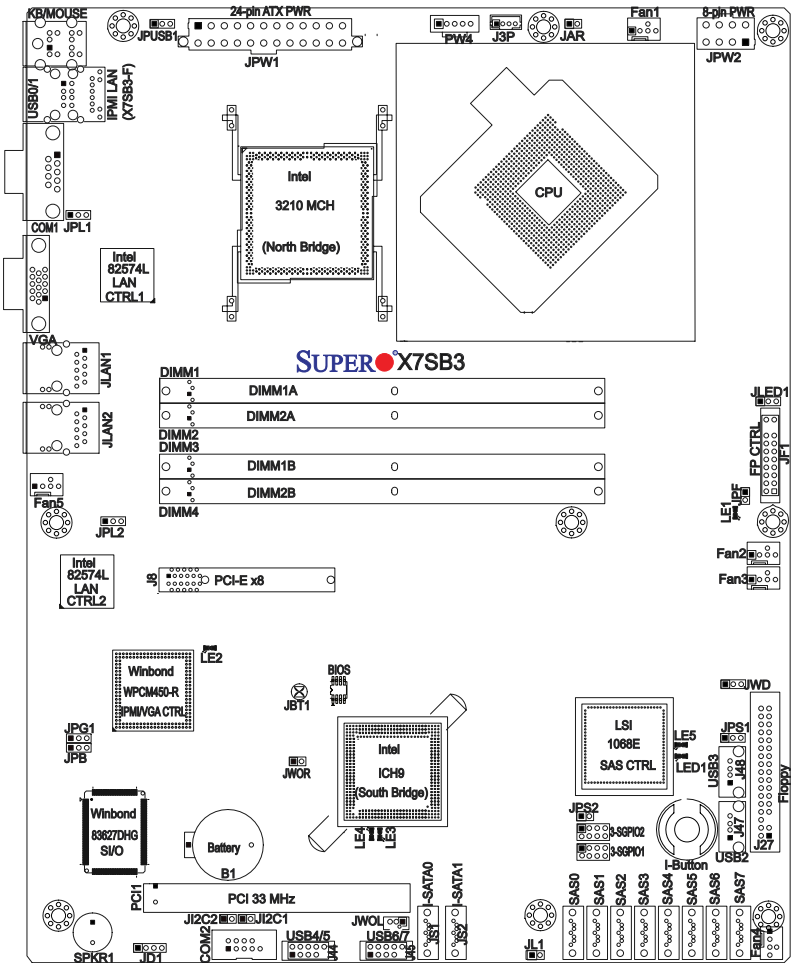 KB/MOUSE
JPUSB1
24-pin ATX PWR
JPW1
PW4
J3P
JAR
Fan1
8-pin PWR
JPW2
USB0/1
IPMI LAN
(X7SB3-F)
COM1
JPL1
Intel
82574L
LAN
CTRL1
Intel
3210 MCH
(North Bridge)
CPU
VGA
SUPER X7SB3
JLAN1
JLAN2
DIMM1
DIMM1A
DIMM2A
DIMM2
DIMM3
DIMM1B
DIMM2B
DIMM4
JLED1
FP CTRL
JF1
JPF
LE1
Fan5
JPL2
Fan2
Fan3
Intel
82574L
LAN
CTRL2
J8
PCI-E x8
LE2
Winbond
WPCM450-R
IPMI/VGA CTRL
BIOS
JBT1
JWD
JPG1
JPB
JWOR
Intel
ICH9
(South Bridge)
LSI
1068E
SAS CTRL
LE5
LED1
JPS1
USB3
J48
Floppy
J27
Winbond
83627DHG
SI/O
Battery
B1
LE4
LE3
JPS2
3-SGPIO2
3-SGPIO1
I-Button
J47
USB2
PCI1
PCI 33 MHz
I-SATA0
I-SATA1
SAS0
SAS1
SAS2
SAS3
SAS4
SAS5
SAS6
SAS7
JI2C2
JI2C1
JWOL
SPKR1
JD1
COM2
USB4/5
J44
USB6/7
J45
JS1
JS2
JL1
Fan4